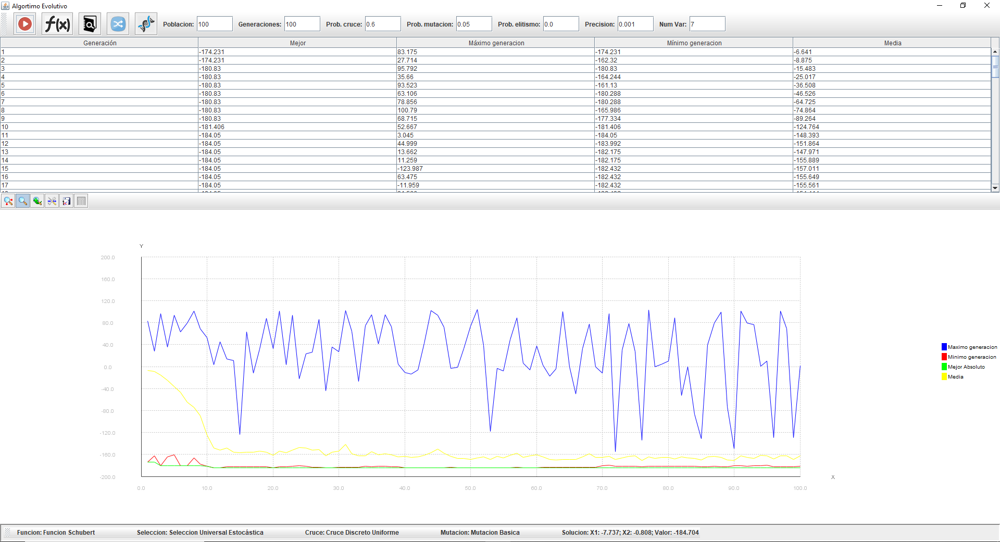 Algortimo Evolutivo
f(x) Poblacion: 100 Generaciones: 100 Prob. cruce: 0.6 Prob. mutacion: 0.05 Prob. elitismo: 0.0 Precision: 0.001 Num Var: 7
Generación Mejor Máximo generacion Mínimo generacion Media
1 -174.231 83.175 -174.231 -6.641
2 -174.231 27.714 -162.32 -8.875
3 -180.83 95.792 -180.83 -15.483
4 -180.83 35.66 -164.244 -25.017
5 -180.83 93.523 -161.13 -36.508
6 -180.83 63.106 -180.288 -46.526
7 -180.83 78.856 -180.288 -64.725
8 -180.83 100.79 -165.986 -74.864
9 -180.83 68.715 -177.334 -89.264
10 -181.406 52.667 -181.406 -124.764
11 -184.05 3.045 -184.05 -148.393
12 -184.05 44.999 -183.992 -151.864
13 -184.05 13.662 -182.175 -147.971
14 -184.05 11.259 -182.175 -155.889
15 -184.05 -123.987 -182.432 -157.011
16 -184.05 63.475 -182.432 -155.649
17 -184.05 -11.959 -182.432 -155.561
Y
200.0
160.0
120.0
80.0
40.0
0.0
-40.0
-80.0
-120.0
-160.0
-200.0
X
0.0 10.0 20.0 30.0 40.0 50.0 60.0 70.0 80.0 90.0 100.0
Maximo generacion
Minimo generacion
Mejor Absoluto
Media
Funcion: Funcion Schubert Seleccion: Seleccion Universal Estocástica Cruce: Cruce Discreto Uniforme Mutacion: Mutacion Basica Solucion: X1: -7.737; X2: -0.808; Valor: -184.704